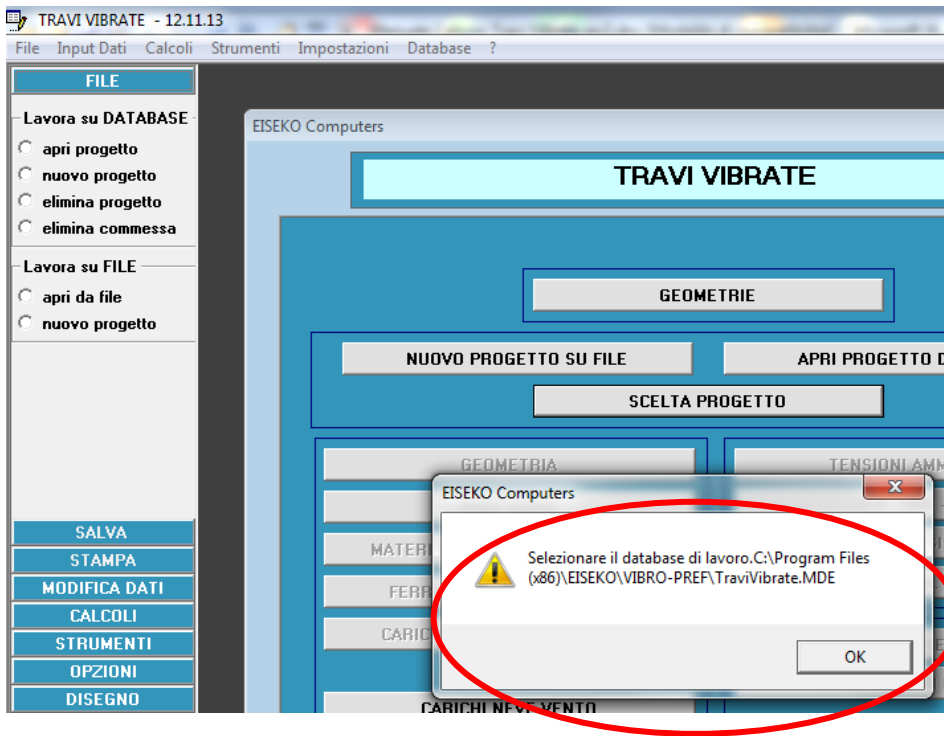 TRAVI VIBRATE - 12.11.13
File Input Dati Calcoli Strumenti Impostazioni Database ?
FILE
Lavora su DATABASE
apri progetto
nuovo progetto
elimina progetto
elimina commessa
Lavora su FILE
apri da file
nuovo progetto
SALVA
STAMPA
MODIFICA DATI
CALCOLI
STRUMENTI
OPZIONI
DISEGNO
EISEKO Computers
TRAVI VIBRATE
GEOMETRIE
NUOVO PROGETTO SU FILE
APRI PROGETTO D
SCELTA PROGETTO
GEOMETRIA
TENSIONI AMM
MATERI
FERR
CARIC
CARICHI NEVE VENTO
EISEKO Computers
Selezionare il database di lavoro.C:\Program Files
(x86)\EISEKO\VIBRO-PREF\TraviVibrate.MDE
OK